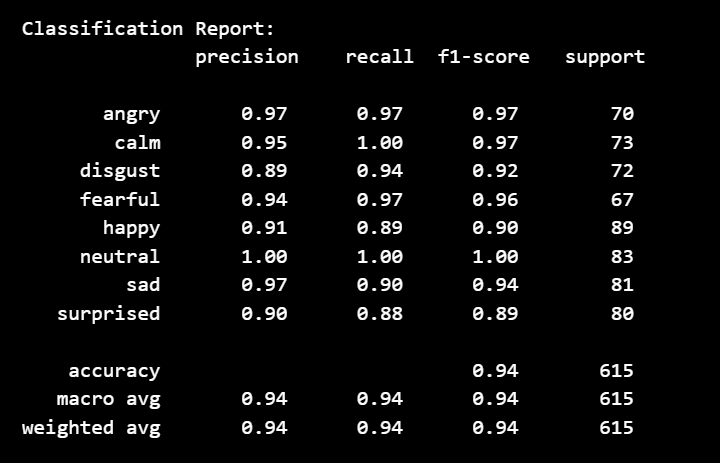 Classification Report:
precision recall f1-score support
angry 0.97 0.97 0.97 70
calm 0.95 1.00 0.97 73
disgust 0.89 0.94 0.92 72
fearful 0.94 0.97 0.96 67
happy 0.91 0.89 0.90 89
neutral 1.00 1.00 1.00 83
sad 0.97 0.90 0.94 81
surprised 0.90 0.88 0.89 80
accuracy 0.94 615
macro avg 0.94 0.94 0.94 615
weighted avg 0.94 0.94 0.94 615